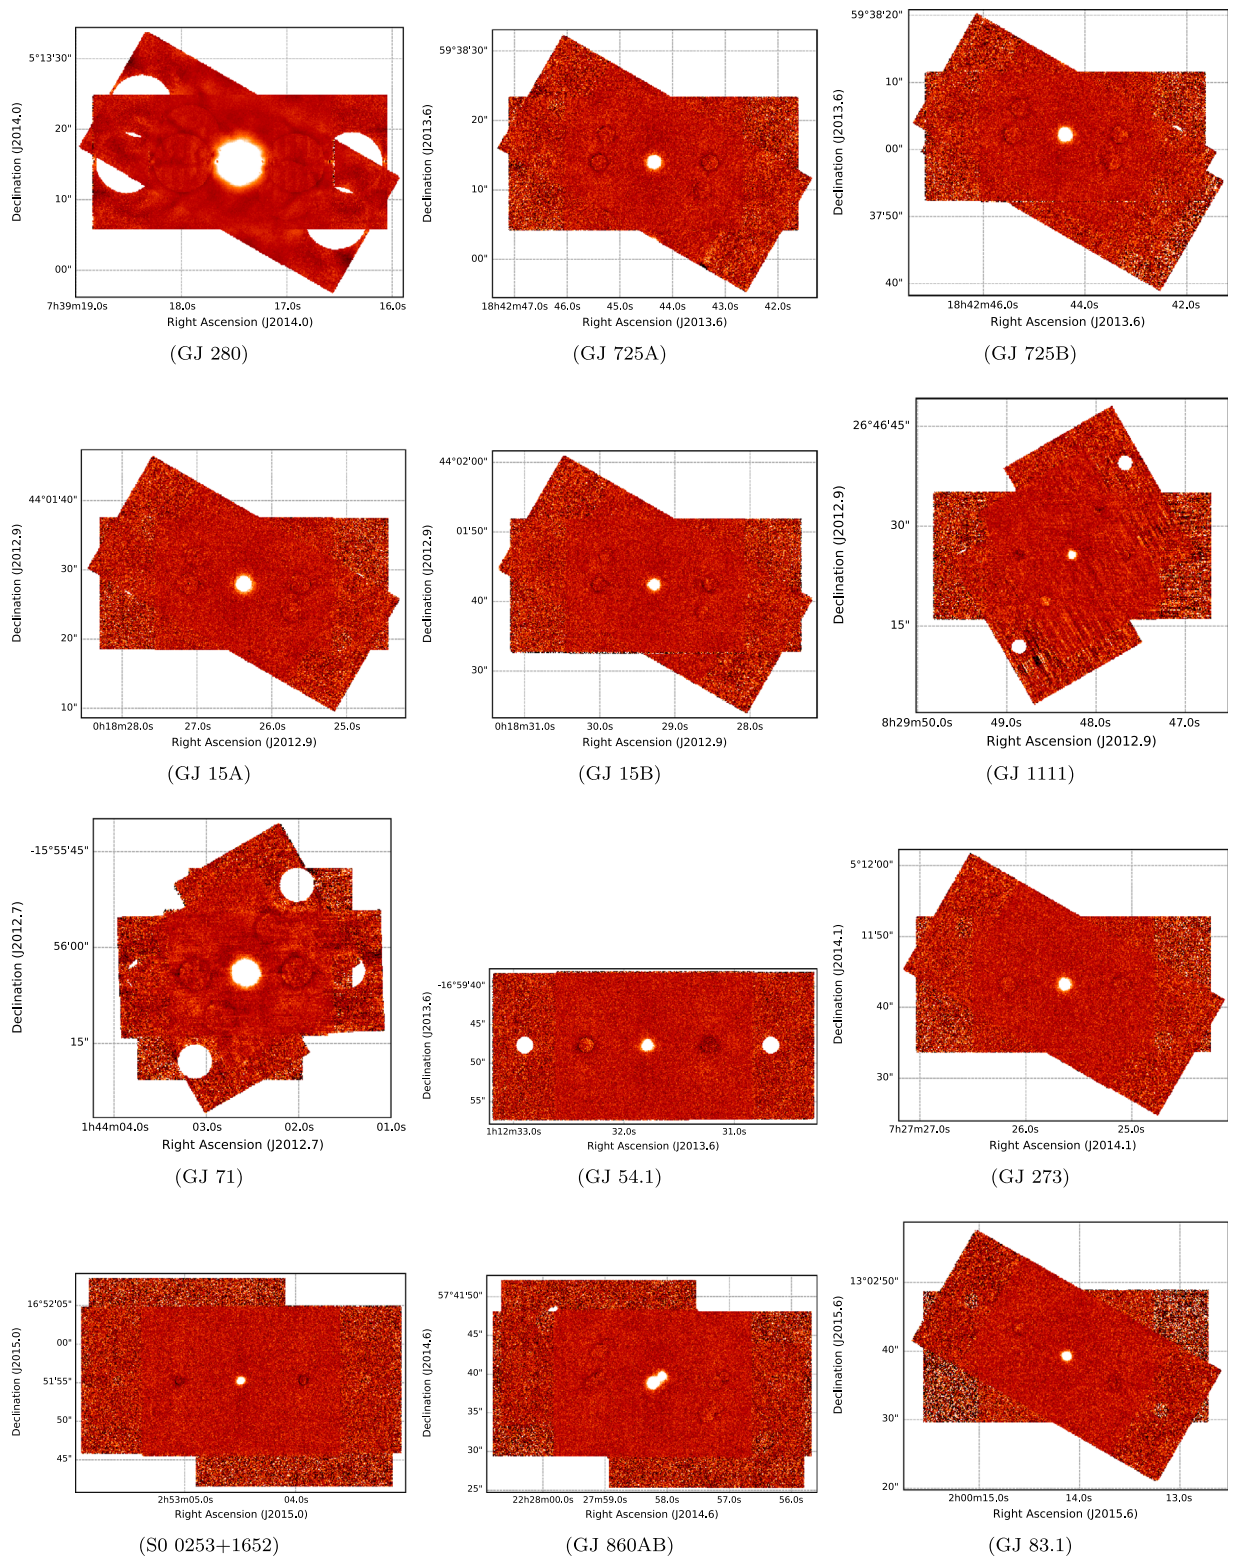 5°13'30"
20"
10"
00"
Declination (J2014.0)
7h39m19.0s 18.0s 17.0s 16.0s
Right Ascension (J2014.0)
(GJ 280)
59°38'30"
20"
10"
00"
Declination (J2013.6)
18h42m47.0s 46.0s 45.0s 44.0s 43.0s 42.0s
Right Ascension (J2013.6)
(GJ 725A)
59°38'20"
10"
00"
37'50"
40"
Declination (J2013.6)
18h42m46.0s 44.0s 42.0s
Right Ascension (J2013.6)
(GJ 725B)
44°01'40"
30"
20"
10"
Declination (J2012.9)
0h18m28.0s 27.0s 26.0s 25.0s
Right Ascension (J2012.9)
(GJ 15A)
44°02'00"
01'50"
40"
30"
Declination (J2012.9)
0h18m31.0s 30.0s 29.0s 28.0s
Right Ascension (J2012.9)
(GJ 15B)
26°46'45"
30"
15"
Declination (J2012.9)
8h29m50.0s 49.0s 48.0s 47.0s
Right Ascension (J2012.9)
(GJ 1111)
-15°55'45"
56'00"
15"
Declination (J2012.7)
1h44m04.0s 03.0s 02.0s 01.0s
Right Ascension (J2012.7)
(GJ 71)
-16°59'40"
45"
50"
55"
Declination (J2013.6)
1h12m33.0s 32.0s 31.0s
Right Ascension (J2013.6)
(GJ 54.1)
5°12'00"
11'50"
40"
30"
Declination (J2014.1)
7h27m27.0s 26.0s 25.0s
Right Ascension (J2014.1)
(GJ 273)
16°52'05"
00"
51'55"
50"
45"
Declination (J2015.0)
2h53m05.0s 04.0s
Right Ascension (J2015.0)
(S0 0253+1652)
57°41'50"
45"
40"
35"
30"
25"
Declination (J2014.6)
22h28m00.0s 27m59.0s 58.0s 57.0s 56.0s
Right Ascension (J2014.6)
(GJ 860AB)
13°02'50"
40"
30"
20"
Declination (J2015.6)
2h00m15.0s 14.0s 13.0s
Right Ascension (J2015.6)
(GJ 83.1)